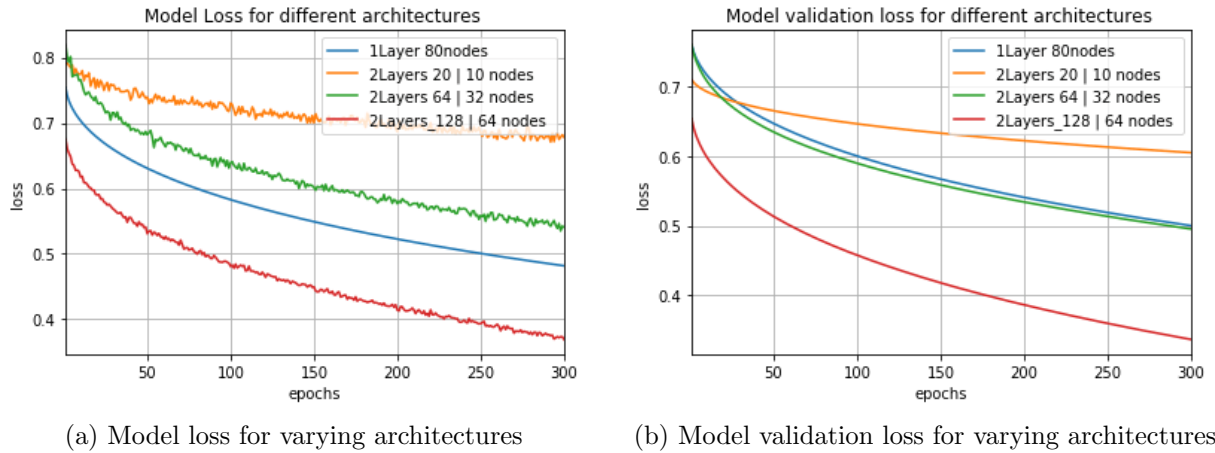 Model Loss for different architectures
0.8
0.7
0.6
0.5
0.4
loss
1Layer 80nodes
2Layers 20 | 10 nodes
2Layers 64 | 32 nodes
2Layers_128 | 64 nodes
50 100 150 200 250 300
epochs
(a) Model loss for varying architectures
Model validation loss for different architectures
0.7
0.6
0.5
0.4
loss
1Layer 80nodes
2Layers 20 | 10 nodes
2Layers 64 | 32 nodes
2Layers_128 | 64 nodes
50 100 150 200 250 300
epochs
(b) Model validation loss for varying architectures